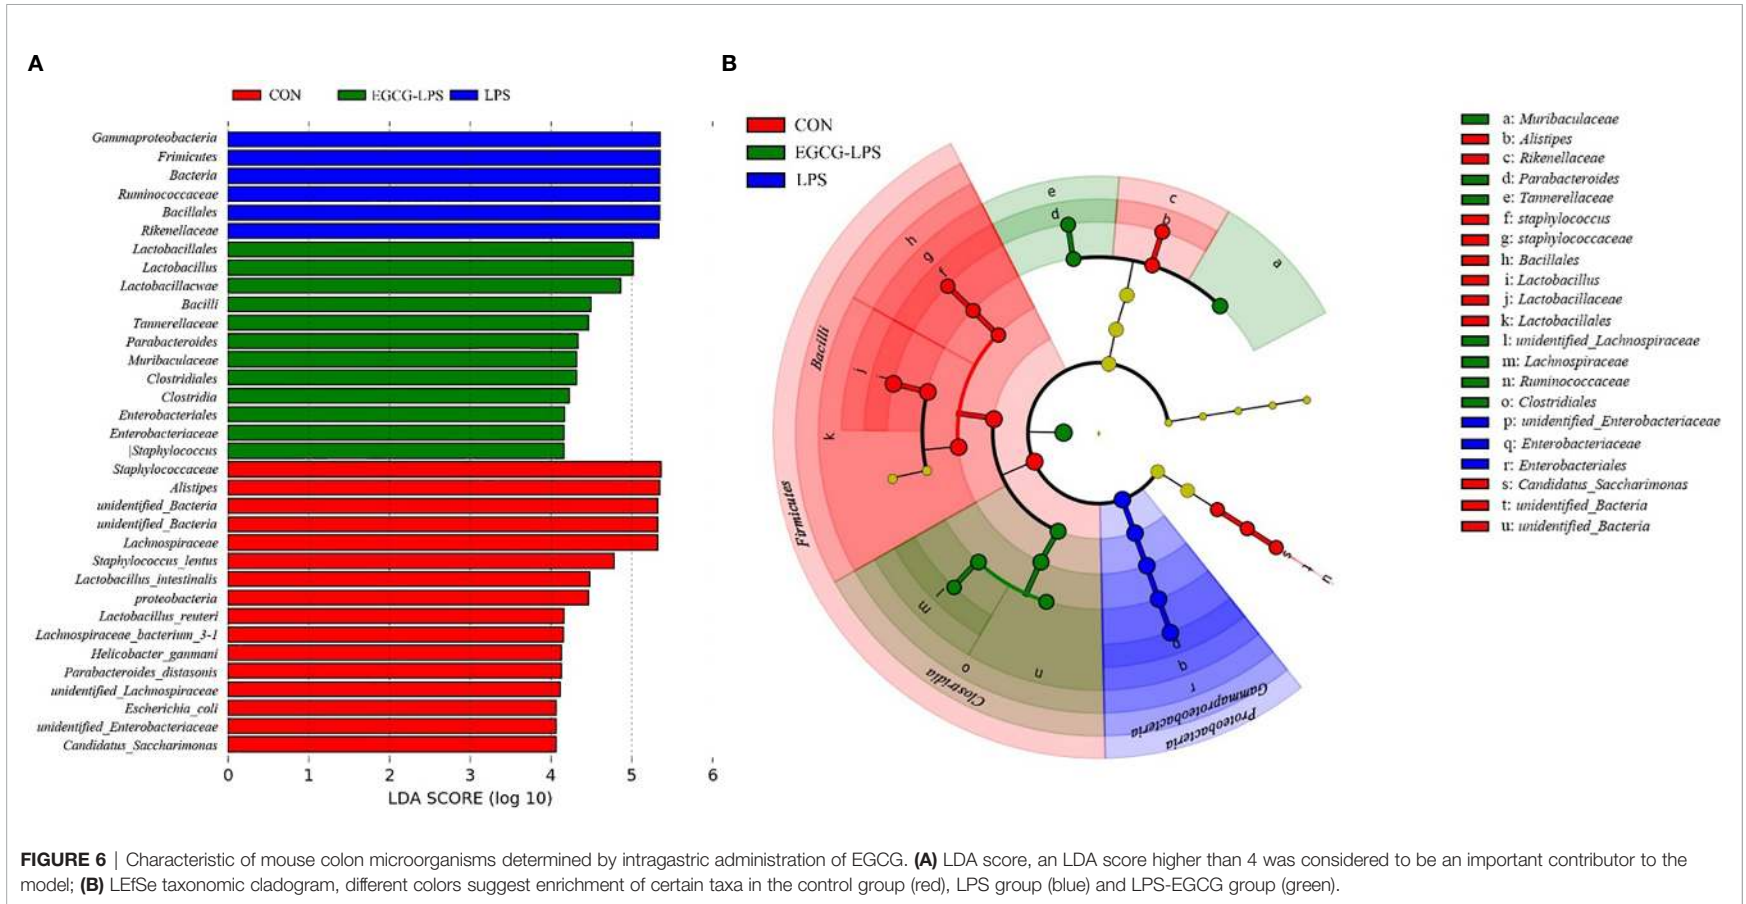 A
B
CON EGCG-LPS LPS
Gammaproteobacteria
Frimicutes
Bacteria
Ruminococcaceae
Bacillales
Rikenellaceae
Lactobacillales
Lactobacillus
Lactobacillacwae
Bacilli
Tannerellaceae
Parabacteroides
Muribaculaceae
Clostridiales
Clostridia
Enterobacteriales
Enterobacteriaceae
|Staphylococcus
Staphylococcaceae
Alistipes
unidentified_Bacteria
unidentified_Bacteria
Lachnospiraceae
Staphylococcus_lentus
Lactobacillus_intestinalis
proteobacteria
Lactobacillus_reuteri
Lachnospiraceae_bacterium_3-1
Helicobacter_ganmani
Parabacteroides_distasonis
unidentified_Lachnospiraceae
Escherichia_coli
unidentified_Enterobacteriaceae
Candidatus_Saccharimonas
0 1 2 3 4 5 6
LDA SCORE (log 10)
CON
EGCG-LPS
LPS
e
d
c
b
a
h
g
f
Bacilli
j
i
k
Firmicutes
l
m
o
n
Clostridia
p
q
r
Gammaproteobacteria
Proteobacteria
s
t
u
a: Muribaculaceae
b: Alistipes
c: Rikenellaceae
d: Parabacteroides
e: Tannerellaceae
f: staphylococcus
g: staphylococcaceae
h: Bacillales
i: Lactobacillus
j: Lactobacillaceae
k: Lactobacillales
l: unidentified_Lachnospiraceae
m: Lachnospiraceae
n: Ruminococcaceae
o: Clostridiales
p: unidentified_Enterobacteriaceae
q: Enterobacteriaceae
r: Enterobacteriales
s: Candidatus_Saccharimonas
t: unidentified_Bacteria
u: unidentified_Bacteria
FIGURE 6 | Characteristic of mouse colon microorganisms determined by intragastric administration of EGCG. (A) LDA score, an LDA score higher than 4 was considered to be an important contributor to the
model; (B) LEfSe taxonomic cladogram, different colors suggest enrichment of certain taxa in the control group (red), LPS group (blue) and LPS-EGCG group (green).